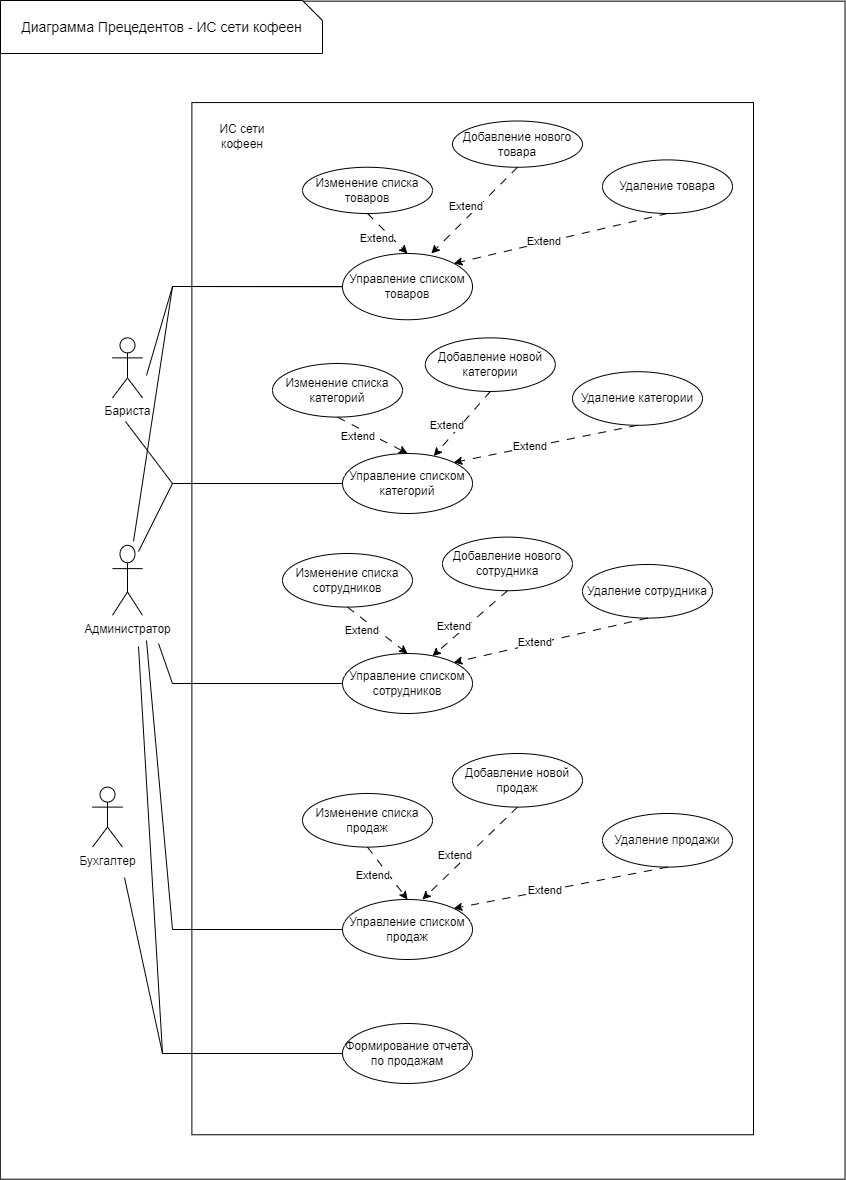 Диаграмма Прецедентов - ИС сети кофеен
ИС сети
кофеен
Добавление нового
товара
Изменение списка
товаров
Удаление товара
Extend
Extend
Extend
Управление списком
товаров
Бариста
Добавление новой
категории
Изменение списка
категорий
Удаление категории
Extend
Extend
Extend
Управление списком
категорий
Администратор
Добавление нового
сотрудника
Изменение списка
сотрудников
Удаление сотрудника
Extend
Extend
Extend
Управление списком
сотрудников
Бухгалтер
Добавление новой
продаж
Изменение списка
продаж
Удаление продажи
Extend
Extend
Extend
Управление списком
продаж
Формирование отчета
по продажам